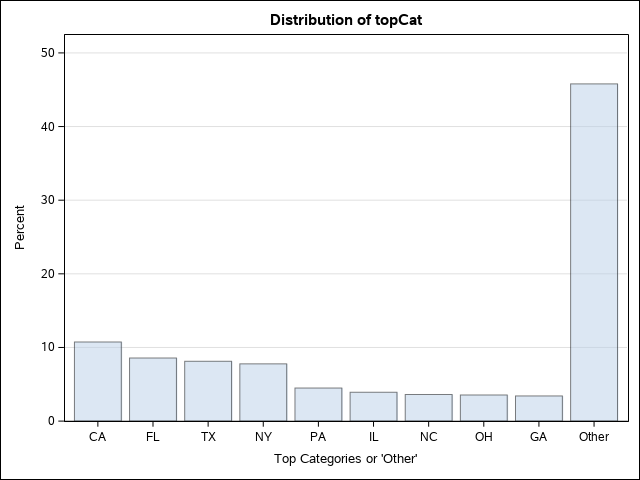 Distribution of topCat
50
40
30
20
10
0
Percent
CA FL TX NY PA IL NC OH GA Other
Top Categories or 'Other'